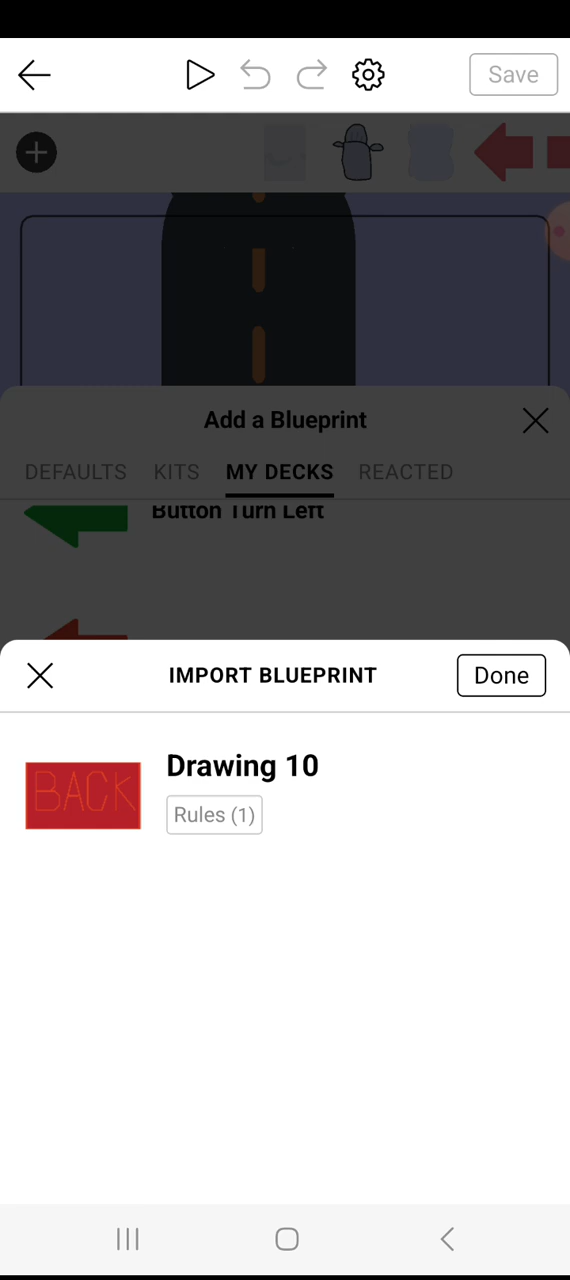 Save
Add a Blueprint
DEFAULTS KITS MY DECKS REACTED
Button Turn Left
IMPORT BLUEPRINT Done
BACK
Drawing 10
Rules (1)